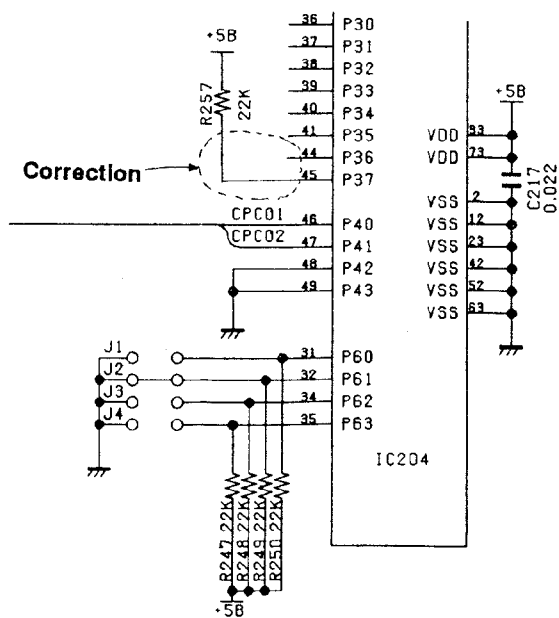 36 P30
+5B
37 P31
38 P32
39 P33
R257
22K
40 P34
41 P35
44 P36
45 P37
Correction
+5B
VDD 33
VDD 73
C217
0.022
VSS 2
VSS 12
VSS 23
VSS 42
VSS 52
VSS 63
CPC01 46 P40
CPC02 47 P41
48 P42
49 P43
J1 31 P60
J2 32 P61
J3 34 P62
J4 35 P63
IC204
R247 22K
R248 22K
R249 22K
R250 22K
+5B